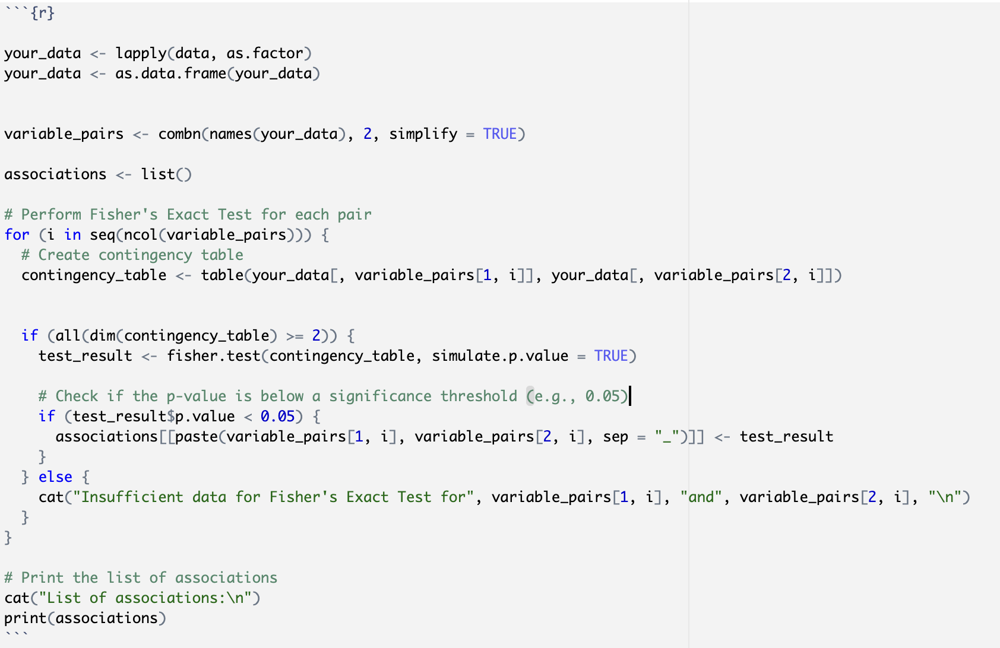 ```{r}
your_data <- lapply(data, as.factor)
your_data <- as.data.frame(your_data)
variable_pairs <- combn(names(your_data), 2, simplify = TRUE)
associations <- list()
# Perform Fisher's Exact Test for each pair
for (i in seq(ncol(variable_pairs))) {
  # Create contingency table
  contingency_table <- table(your_data[, variable_pairs[1, i]], your_data[, variable_pairs[2, i]])
  if (all(dim(contingency_table) >= 2)) {
    test_result <- fisher.test(contingency_table, simulate.p.value = TRUE)
    # Check if the p-value is below a significance threshold (e.g., 0.05)
    if (test_result$p.value < 0.05) {
      associations[[paste(variable_pairs[1, i], variable_pairs[2, i], sep = "_")]] <- test_result
    }
  } else {
    cat("Insufficient data for Fisher's Exact Test for", variable_pairs[1, i], "and", variable_pairs[2, i], "\n")
  }
}
# Print the list of associations
cat("List of associations:\n")
print(associations)
```